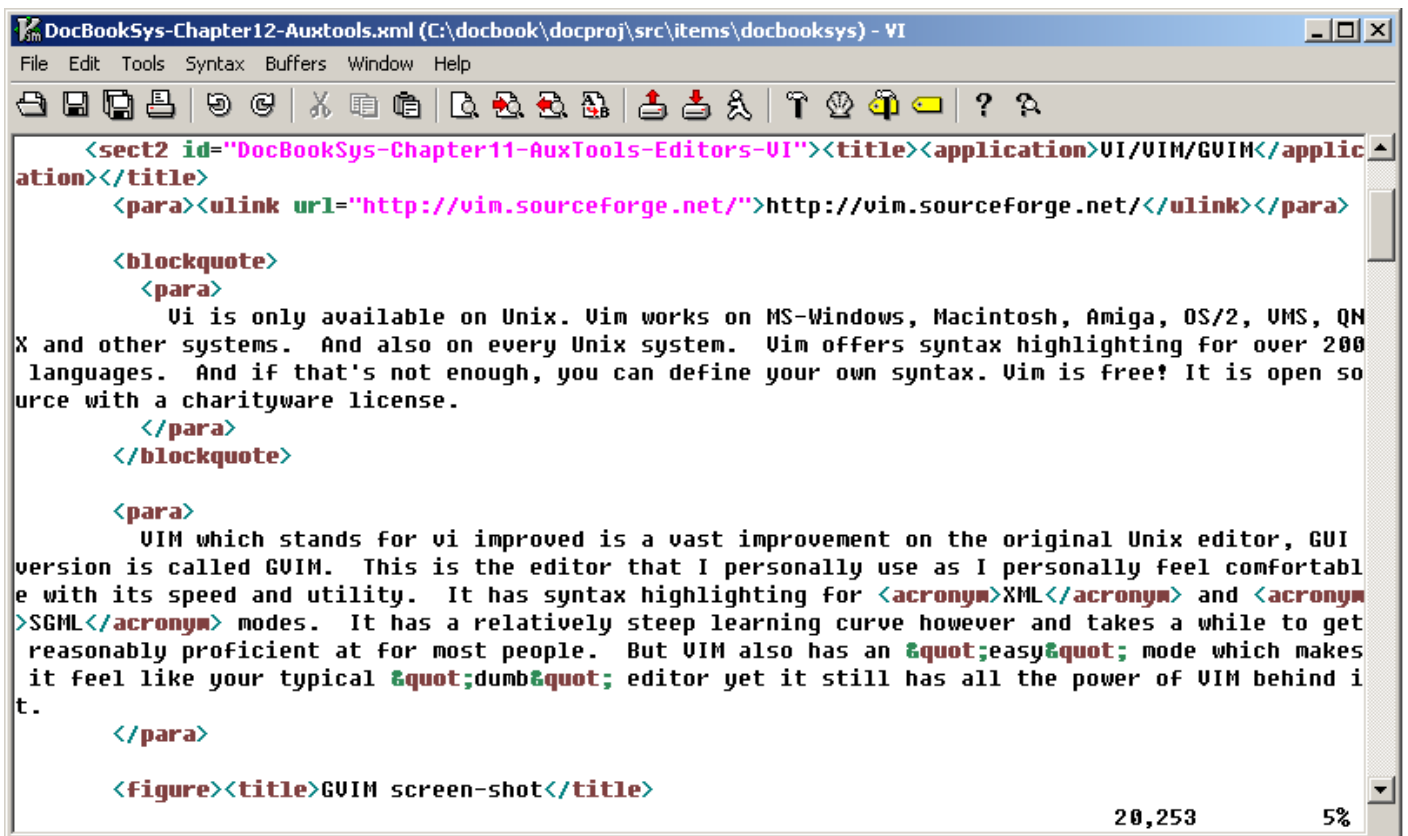 DocBookSys-Chapter12-Auxtools.xml (C:\docbook\docproj\src\items\docbooksys) - VI
File Edit Tools Syntax Buffers Window Help
<sect2 id="DocBookSys-Chapter11-AuxTools-Editors-VI"><title><application>VI/VIM/GVIM</applic
ation></title>
<para><ulink url="http://vim.sourceforge.net/">http://vim.sourceforge.net/</ulink></para>
<blockquote>
<para>
Vi is only available on Unix. Vim works on MS-Windows, Macintosh, Amiga, OS/2, VMS, QN
X and other systems.  And also on every Unix system.  Vim offers syntax highlighting for over 200
languages.  And if that's not enough, you can define your own syntax. Vim is free! It is open so
urce with a charityware license.
</para>
</blockquote>
<para>
VIM which stands for vi improved is a vast improvement on the original Unix editor, GUI
version is called GVIM.  This is the editor that I personally use as I personally feel comfortabl
e with its speed and utility.  It has syntax highlighting for <acronym>XML</acronym> and <acronym
>SGML</acronym> modes.  It has a relatively steep learning curve however and takes a while to get
reasonably proficient at for most people.  But VIM also has an &quot;easy&quot; mode which makes
it feel like your typical &quot;dumb&quot; editor yet it still has all the power of VIM behind i
t.
</para>
<figure><title>GVIM screen-shot</title>
20,253 5%